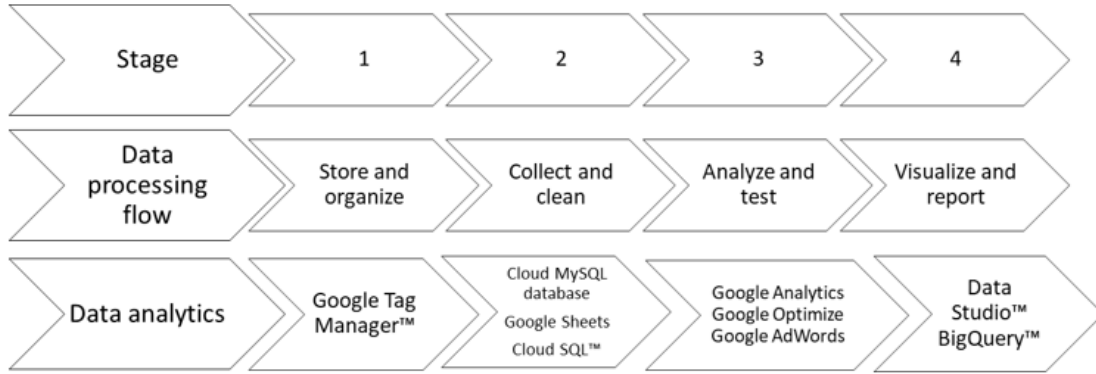 Stage
1
2
3
4
Data
processing
flow
Store and
organize
Collect and
clean
Analyze and
test
Visualize and
report
Data analytics
Google Tag
Manager™
Cloud MySQL
database
Google Sheets
Cloud SQL™
Google Analytics
Google Optimize
Google AdWords
Data
Studio™
BigQuery™